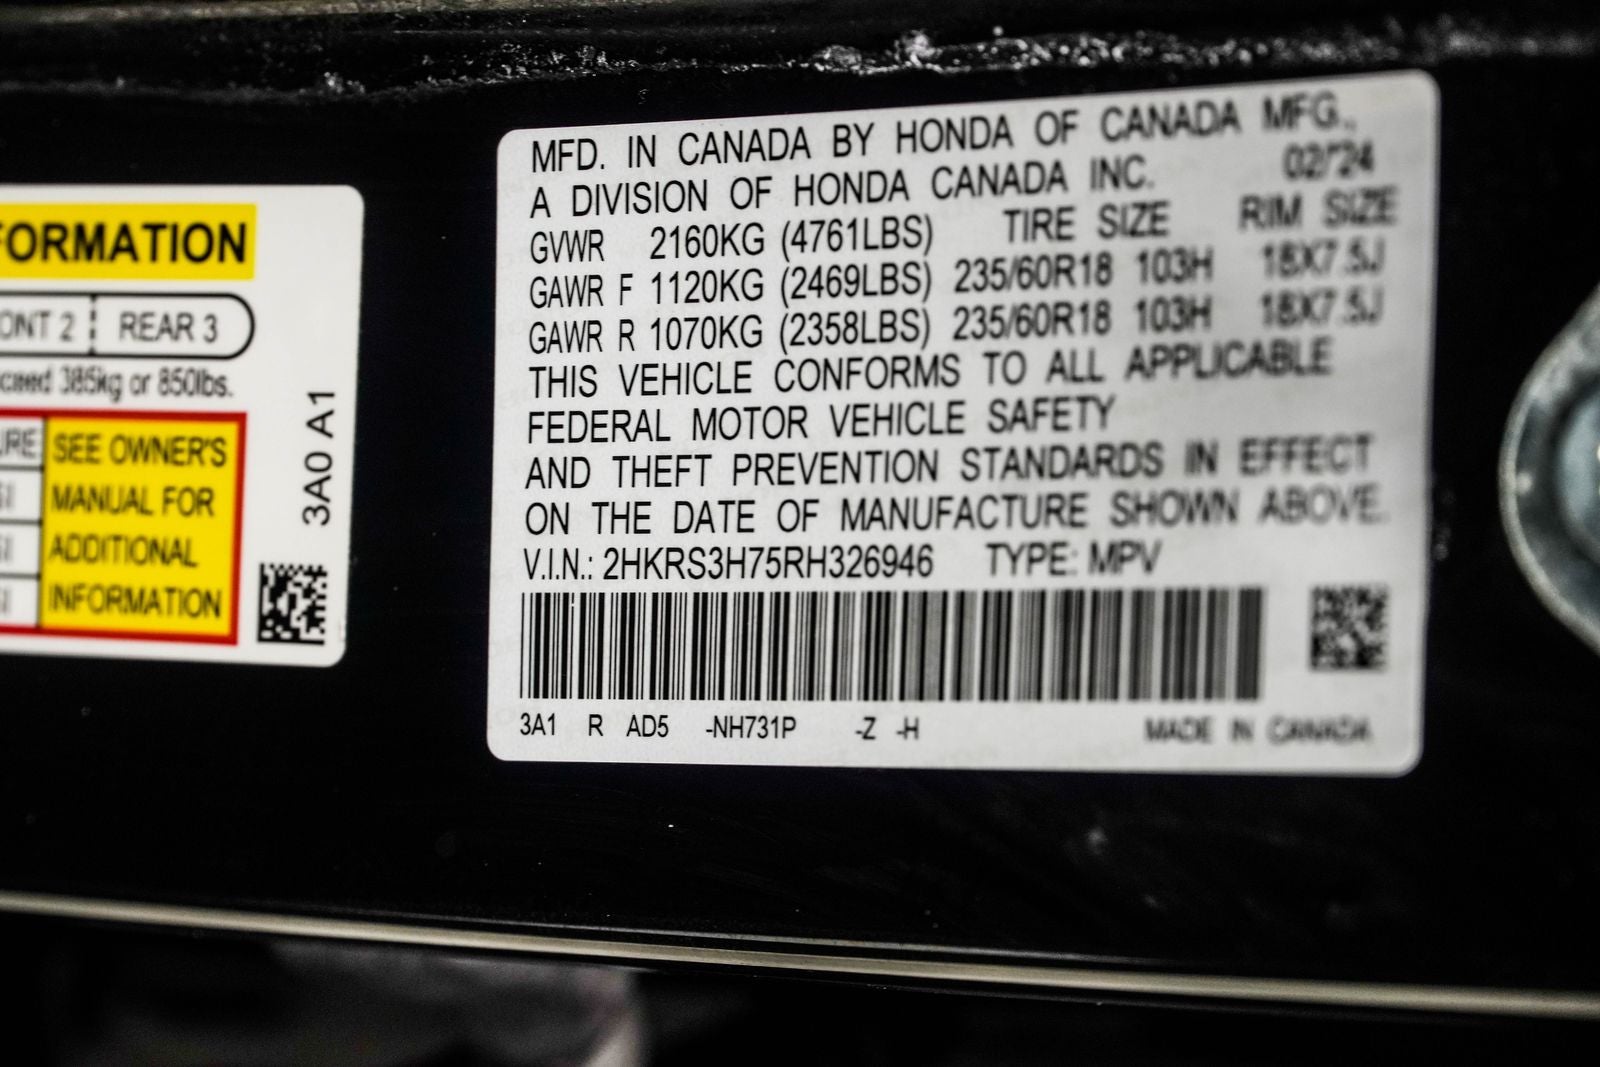 FORMATION
ONT 2 REAR 3
ceed 385kg or 850lbs.
URE
SEE OWNER'S
MANUAL FOR
ADDITIONAL
INFORMATION
3A0 A1
MFD. IN CANADA BY HONDA OF CANADA MFG.,
A DIVISION OF HONDA CANADA INC. 02/24
GVWR 2160KG (4761LBS) TIRE SIZE RIM SIZE
GAWR F 1120KG (2469LBS) 235/60R18 103H 18X7.5J
GAWR R 1070KG (2358LBS) 235/60R18 103H 18X7.5J
THIS VEHICLE CONFORMS TO ALL APPLICABLE
FEDERAL MOTOR VEHICLE SAFETY
AND THEFT PREVENTION STANDARDS IN EFFECT
ON THE DATE OF MANUFACTURE SHOWN ABOVE.
V.I.N.: 2HKRS3H75RH326946 TYPE: MPV
3A1 R AD5 -NH731P -Z -H MADE IN CANADA